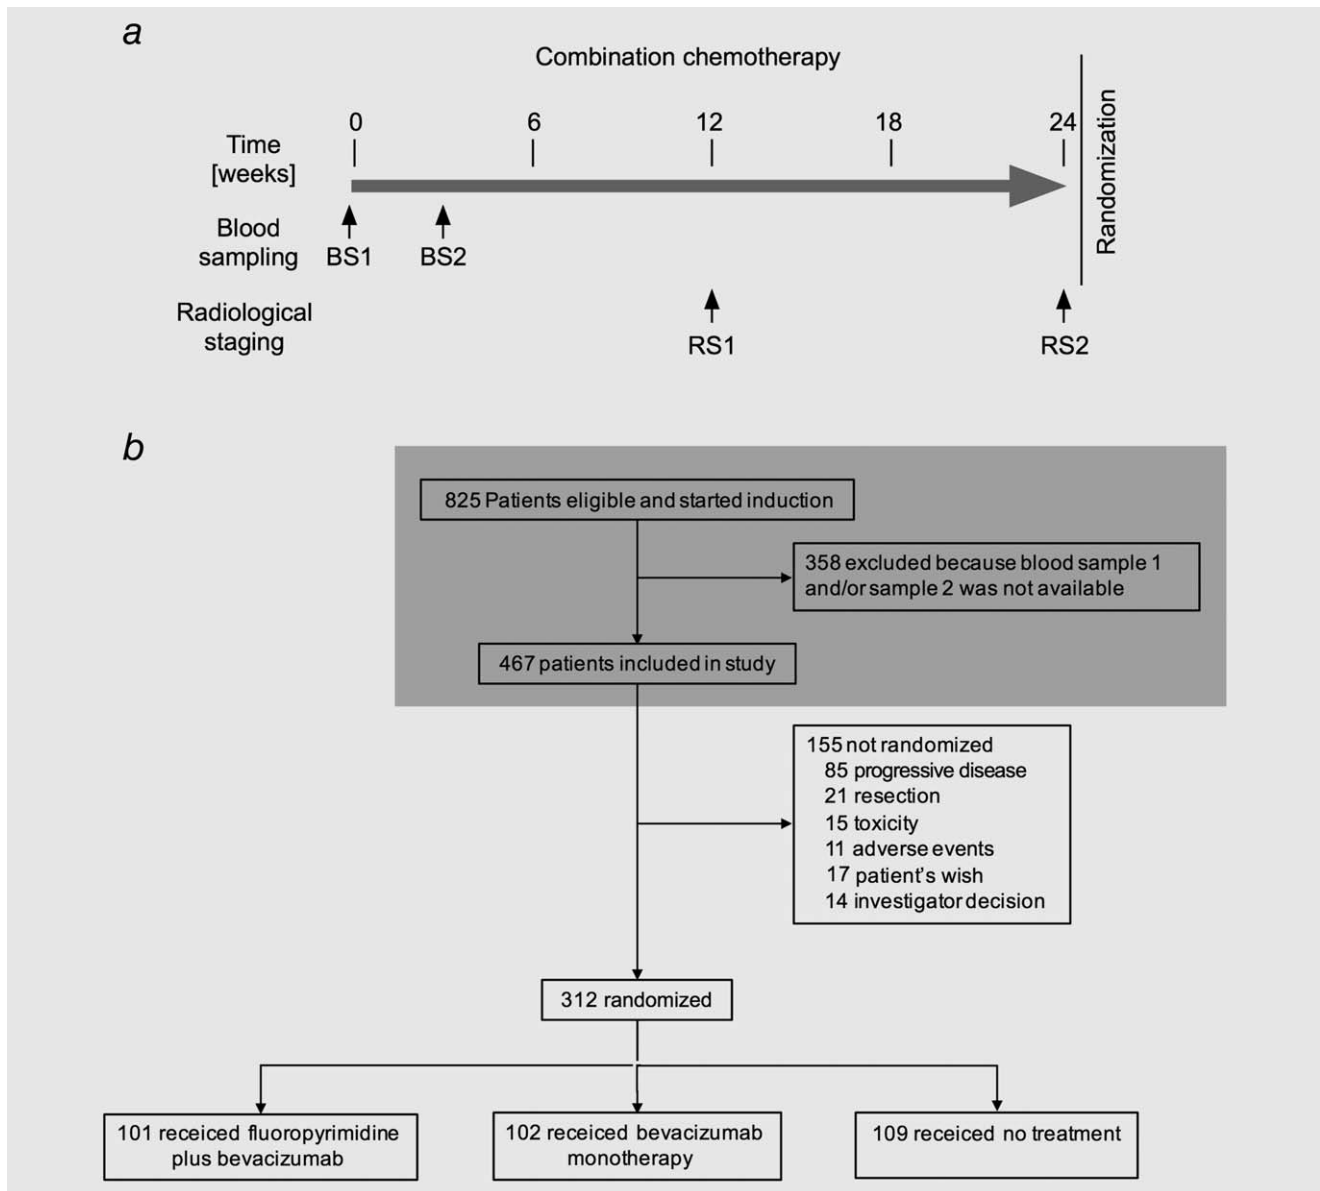 a
Combination chemotherapy
0 6 12 18 24
Time
[weeks]
Randomization
Blood
sampling
BS1 BS2
Radiological
staging
RS1 RS2
b
825 Patients eligible and started induction
358 excluded because blood sample 1
and/or sample 2 was not available
467 patients included in study
155 not randomized
85 progressive disease
21 resection
15 toxicity
11 adverse events
17 patient's wish
14 investigator decision
312 randomized
101 receiced fluoropyrimidine
plus bevacizumab
102 receiced bevacizumab
monotherapy
109 receiced no treatment